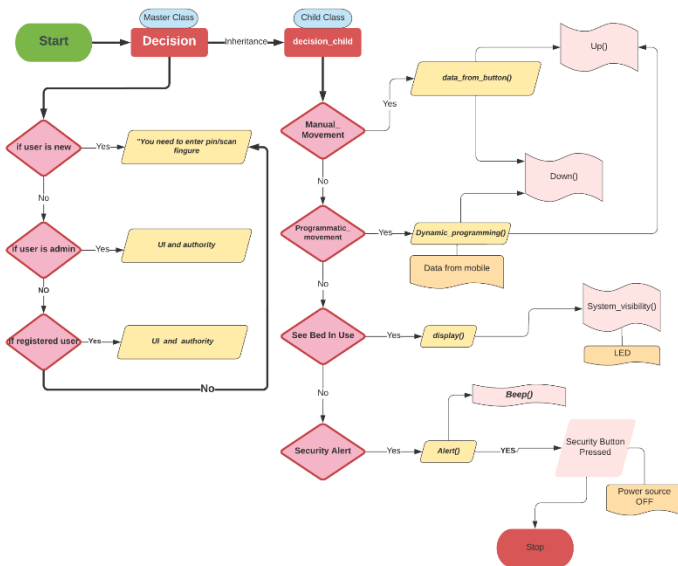 Master Class
Child Class
Start
Decision
Inheritance
decision_child
Up()
data_from_button()
Yes
Manual_
Movement
if user is new
Yes
"You need to enter pin/scan
fingure
No
No
Down()
Programmatic_
movement
Yes
Dynamic_programming()
Data from mobile
if user is admin
Yes
UI and authority
NO
No
System_visibility()
LED
if registered user
Yes
UI and authority
See Bed In Use
Yes
display()
No
No
Beep()
Security Alert
Yes
Alert()
YES
Security Button
Pressed
Power source
OFF
Stop